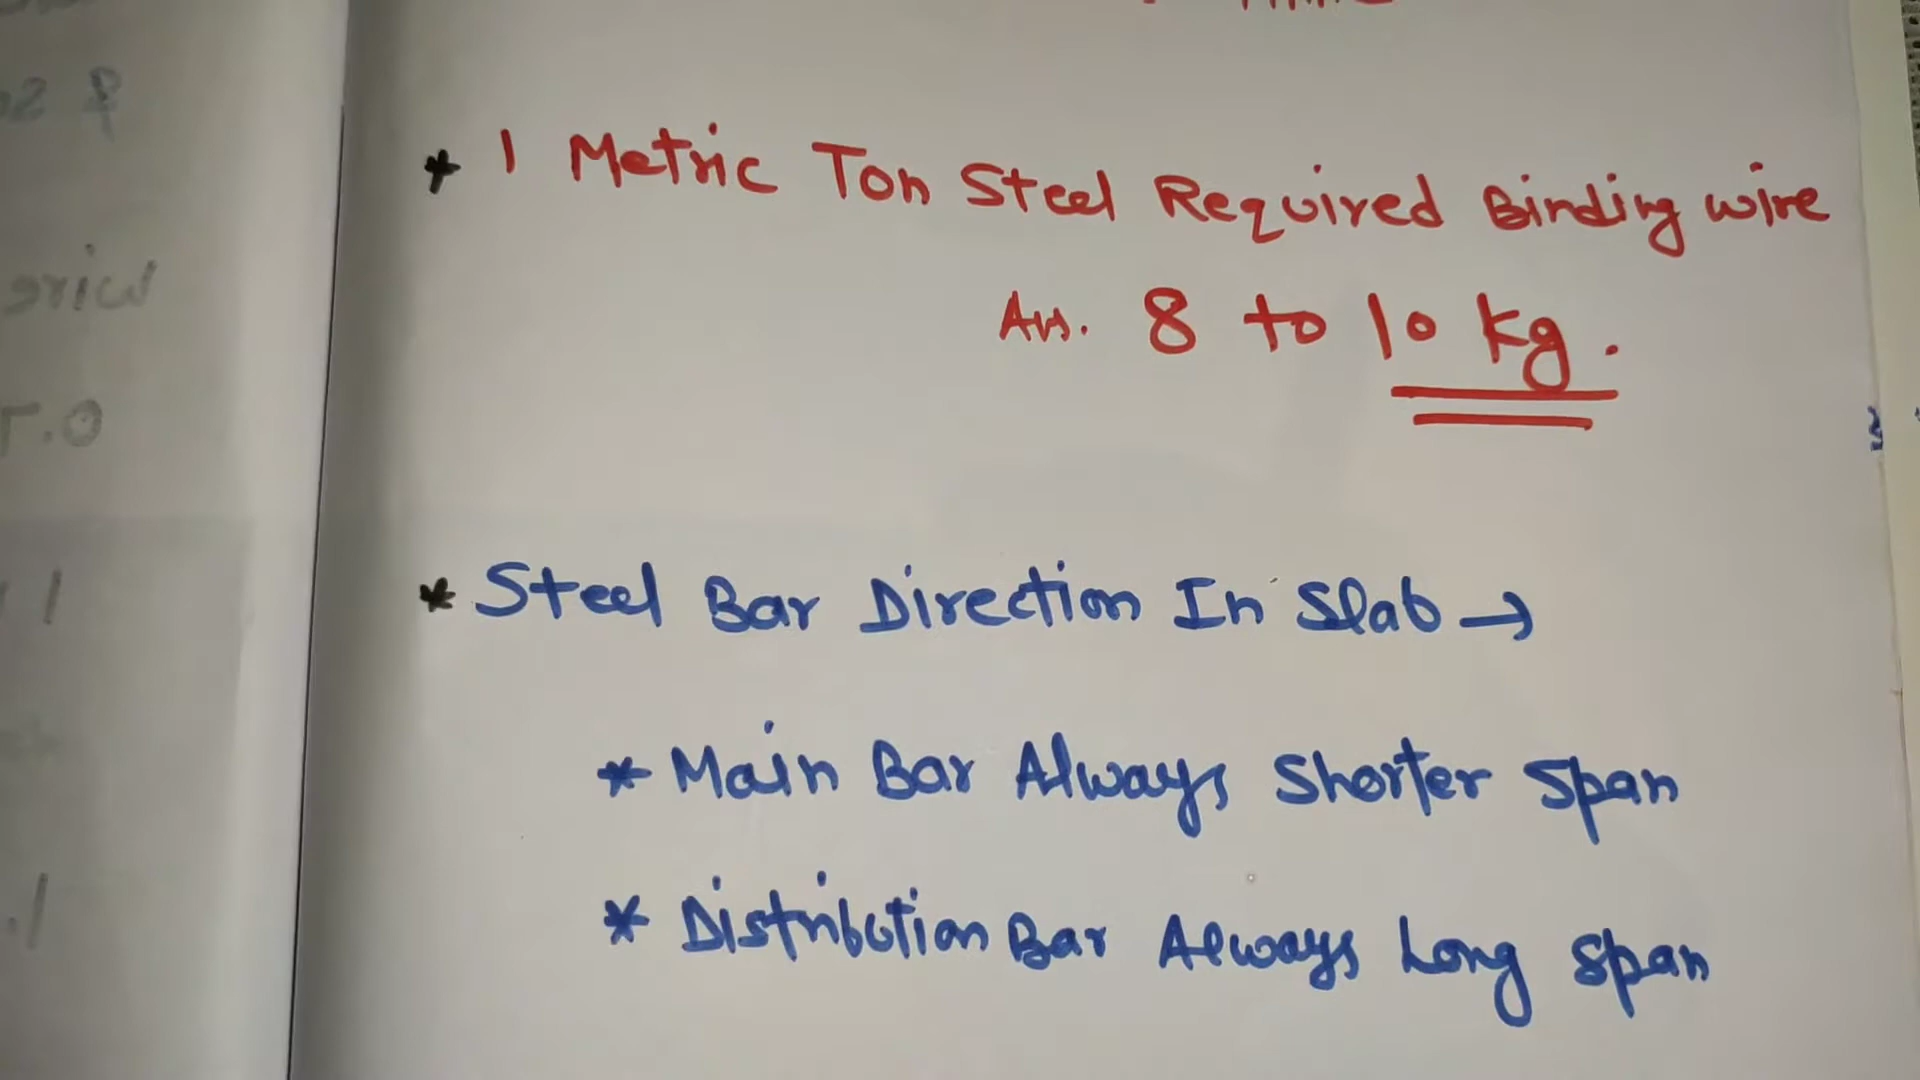 * 1 Metric Ton Steel Required Binding wire
Ans. 8 to 10 kg.
* Steel Bar Direction In Slab →
* Main Bar Always Shorter Span
* Distribution Bar Always Long Span